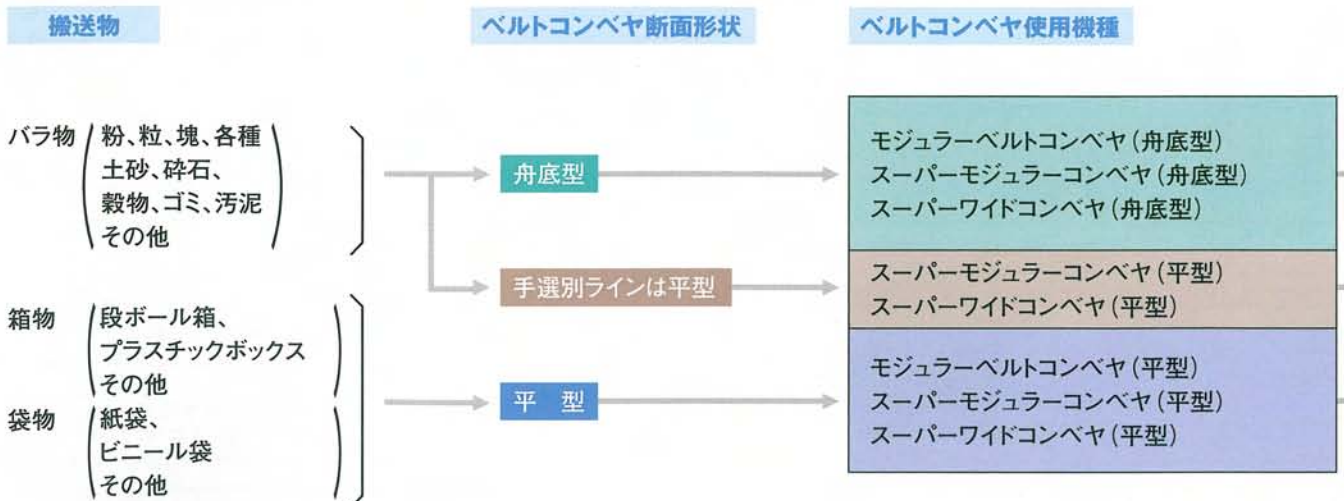 搬送物
ベルトコンベヤ断面形状
ベルトコンベヤ使用機種
バラ物
粉、粒、塊、各種
土砂、砕石、
穀物、ゴミ、汚泥
その他
舟底型
手選別ラインは平型
モジュラーベルトコンベヤ(舟底型)
スーパーモジュラーコンベヤ(舟底型)
スーパーワイドコンベヤ(舟底型)
スーパーモジュラーコンベヤ(平型)
スーパーワイドコンベヤ(平型)
箱物
段ボール箱、
プラスチックボックス
その他
袋物
紙袋、
ビニール袋
その他
平 型
モジュラーベルトコンベヤ(平型)
スーパーモジュラーコンベヤ(平型)
スーパーワイドコンベヤ(平型)